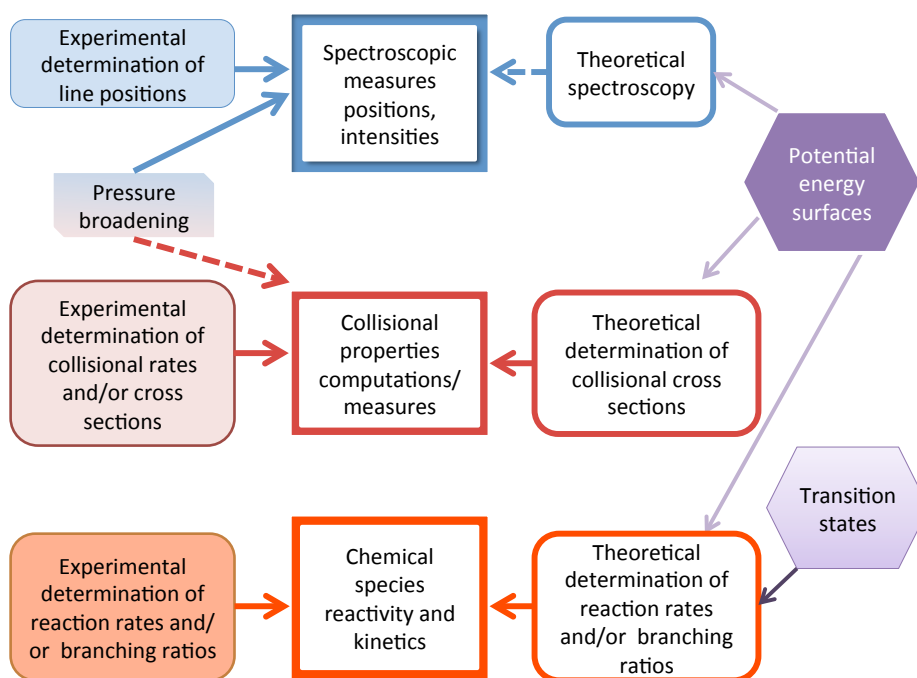 Experimental
determination of
line positions
Spectroscopic
measures
positions,
intensities
Theoretical
spectroscopy
Potential
energy
surfaces
Pressure
broadening
Experimental
determination of
collisional rates
and/or cross
sections
Collisional
properties
computations/
measures
Theoretical
determination of
collisional cross
sections
Transition
states
Experimental
determination of
reaction rates and/
or branching ratios
Chemical
species
reactivity and
kinetics
Theoretical
determination of
reaction rates
and/or branching
ratios